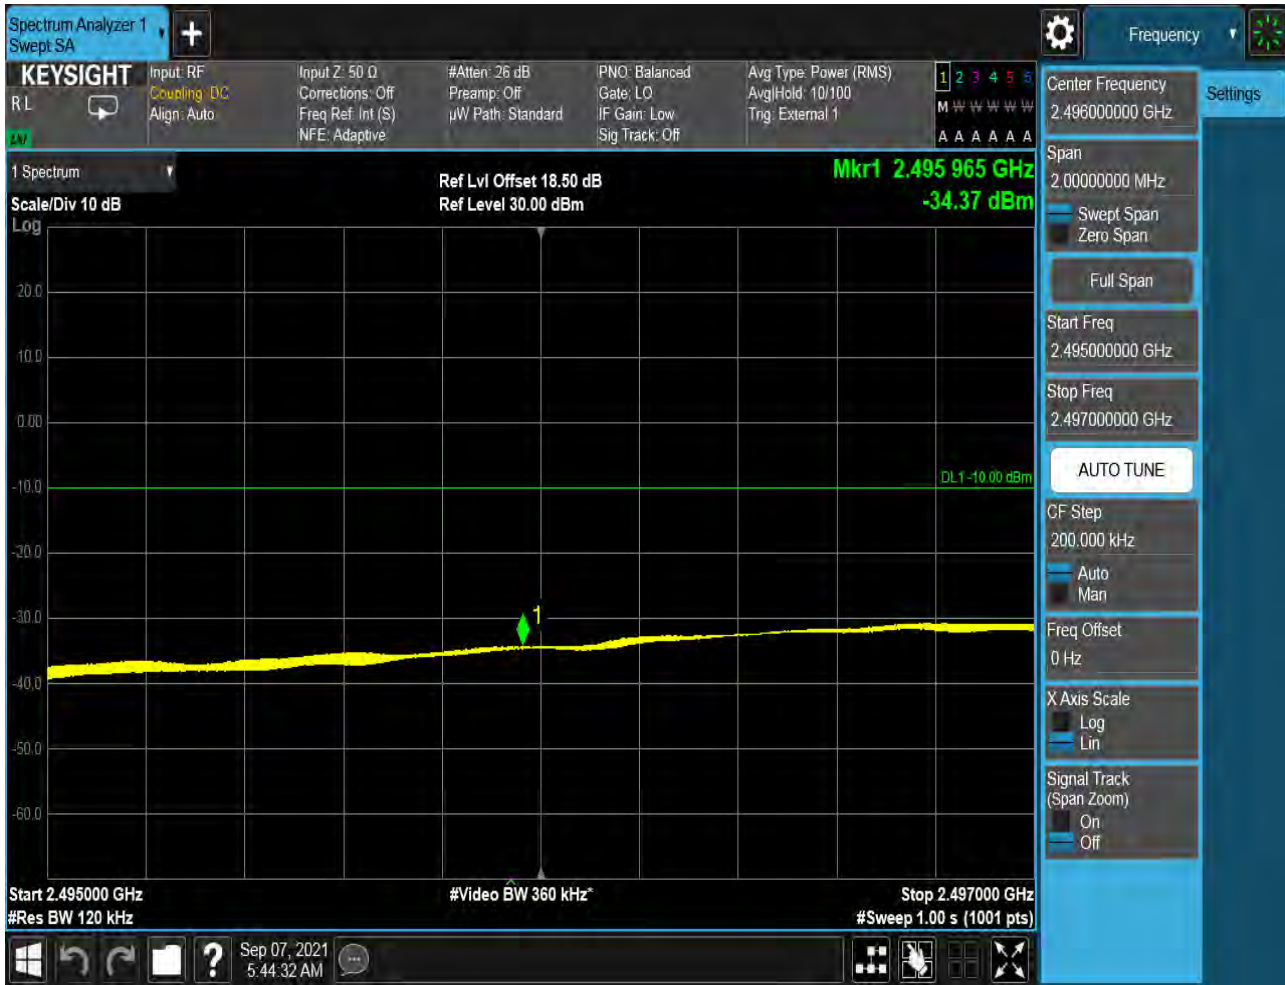 Spectrum Analyzer 1
Swept SA
Frequency
KEYSIGHT
R L
Input: RF
Coupling: DC
Align: Auto
Input Z: 50 Ω
Corrections: Off
Freq Ref: Int (S)
NFE: Adaptive
#Atten: 26 dB
Preamp: Off
µW Path: Standard
PNO: Balanced
Gate: LO
IF Gain: Low
Sig Track: Off
Avg Type: Power (RMS)
Avg|Hold: 10/100
Trig: External 1
1 2 3 4 5 6
M W W W W W
A A A A A A
1 Spectrum
Scale/Div 10 dB
Log
Ref Lvl Offset 18.50 dB
Ref Level 30.00 dBm
Mkr1 2.495 965 GHz
-34.37 dBm
20.0
10.0
0.00
-10.0
-20.0
-30.0
-40.0
-50.0
-60.0
DL1 -10.00 dBm
1
Start 2.495000 GHz
#Res BW 120 kHz
#Video BW 360 kHz*
Stop 2.497000 GHz
#Sweep 1.00 s (1001 pts)
Sep 07, 2021
5:44:32 AM
Center Frequency
2.496000000 GHz
Settings
Span
2.00000000 MHz
Swept Span
Zero Span
Full Span
Start Freq
2.495000000 GHz
Stop Freq
2.497000000 GHz
AUTO TUNE
CF Step
200.000 kHz
Auto
Man
Freq Offset
0 Hz
X Axis Scale
Log
Lin
Signal Track
(Span Zoom)
On
Off